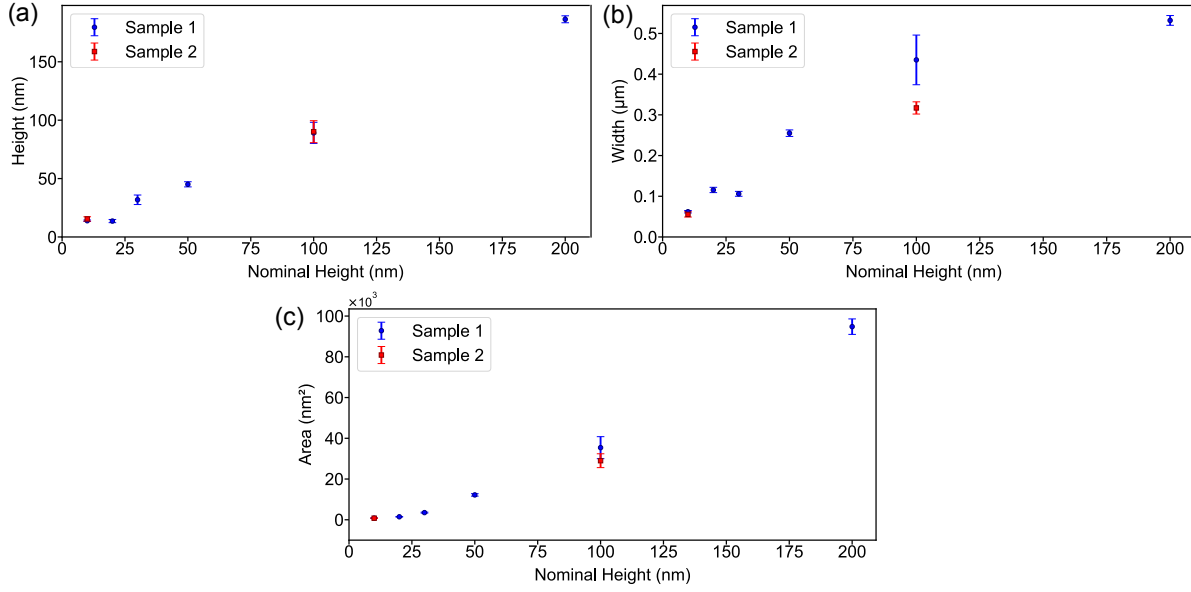 (a)
Sample 1
Sample 2
Height (nm)
150
100
50
0
0 25 50 75 100 125 150 175 200
Nominal Height (nm)
(b)
Sample 1
Sample 2
Width (μm)
0.5
0.4
0.3
0.2
0.1
0.0
0 25 50 75 100 125 150 175 200
Nominal Height (nm)
(c)
×10³
Sample 1
Sample 2
Area (nm²)
100
80
60
40
20
0
0 25 50 75 100 125 150 175 200
Nominal Height (nm)